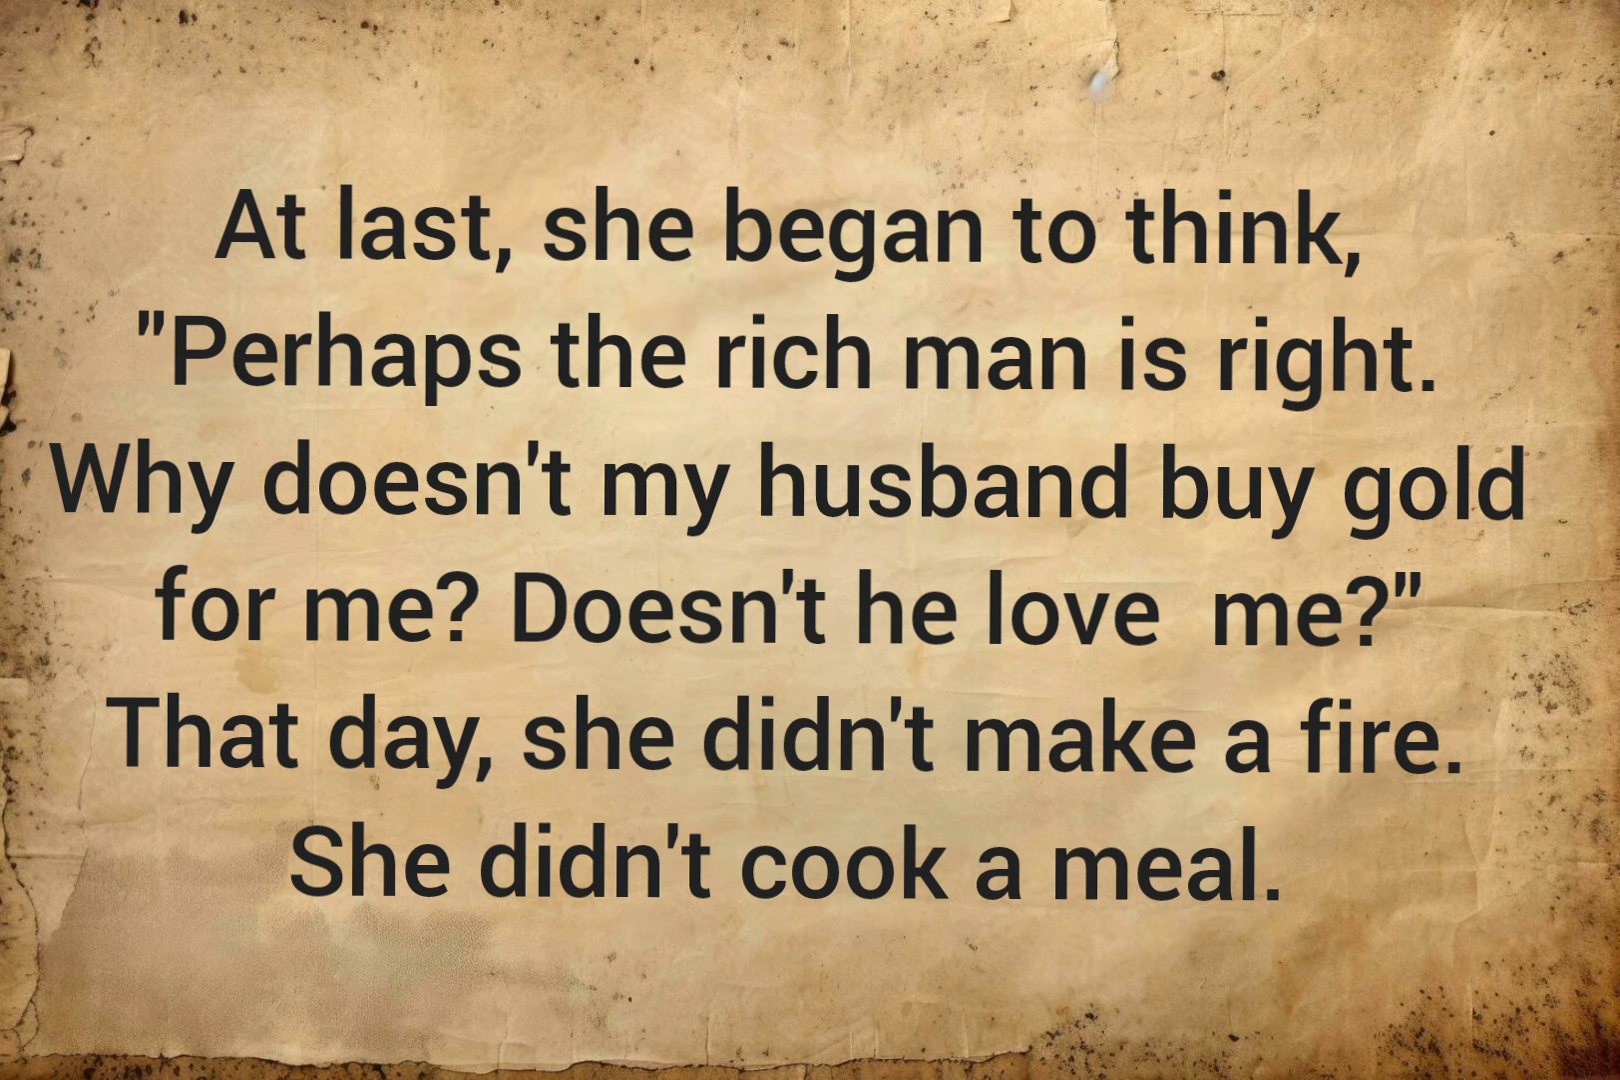 At last, she began to think,
"Perhaps the rich man is right.
Why doesn't my husband buy gold
for me? Doesn't he love  me?"
That day, she didn't make a fire.
She didn't cook a meal.